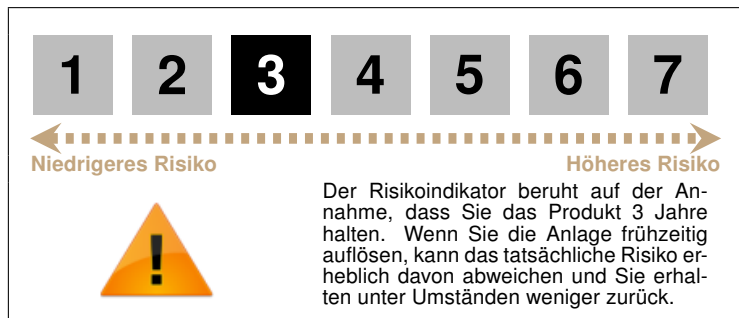 1 2 3 4 5 6 7
Niedrigeres Risiko Höheres Risiko
!
Der Risikoindikator beruht auf der An-
nahme, dass Sie das Produkt 3 Jahre
halten. Wenn Sie die Anlage frühzeitig
auflösen, kann das tatsächliche Risiko er-
heblich davon abweichen und Sie erhal-
ten unter Umständen weniger zurück.